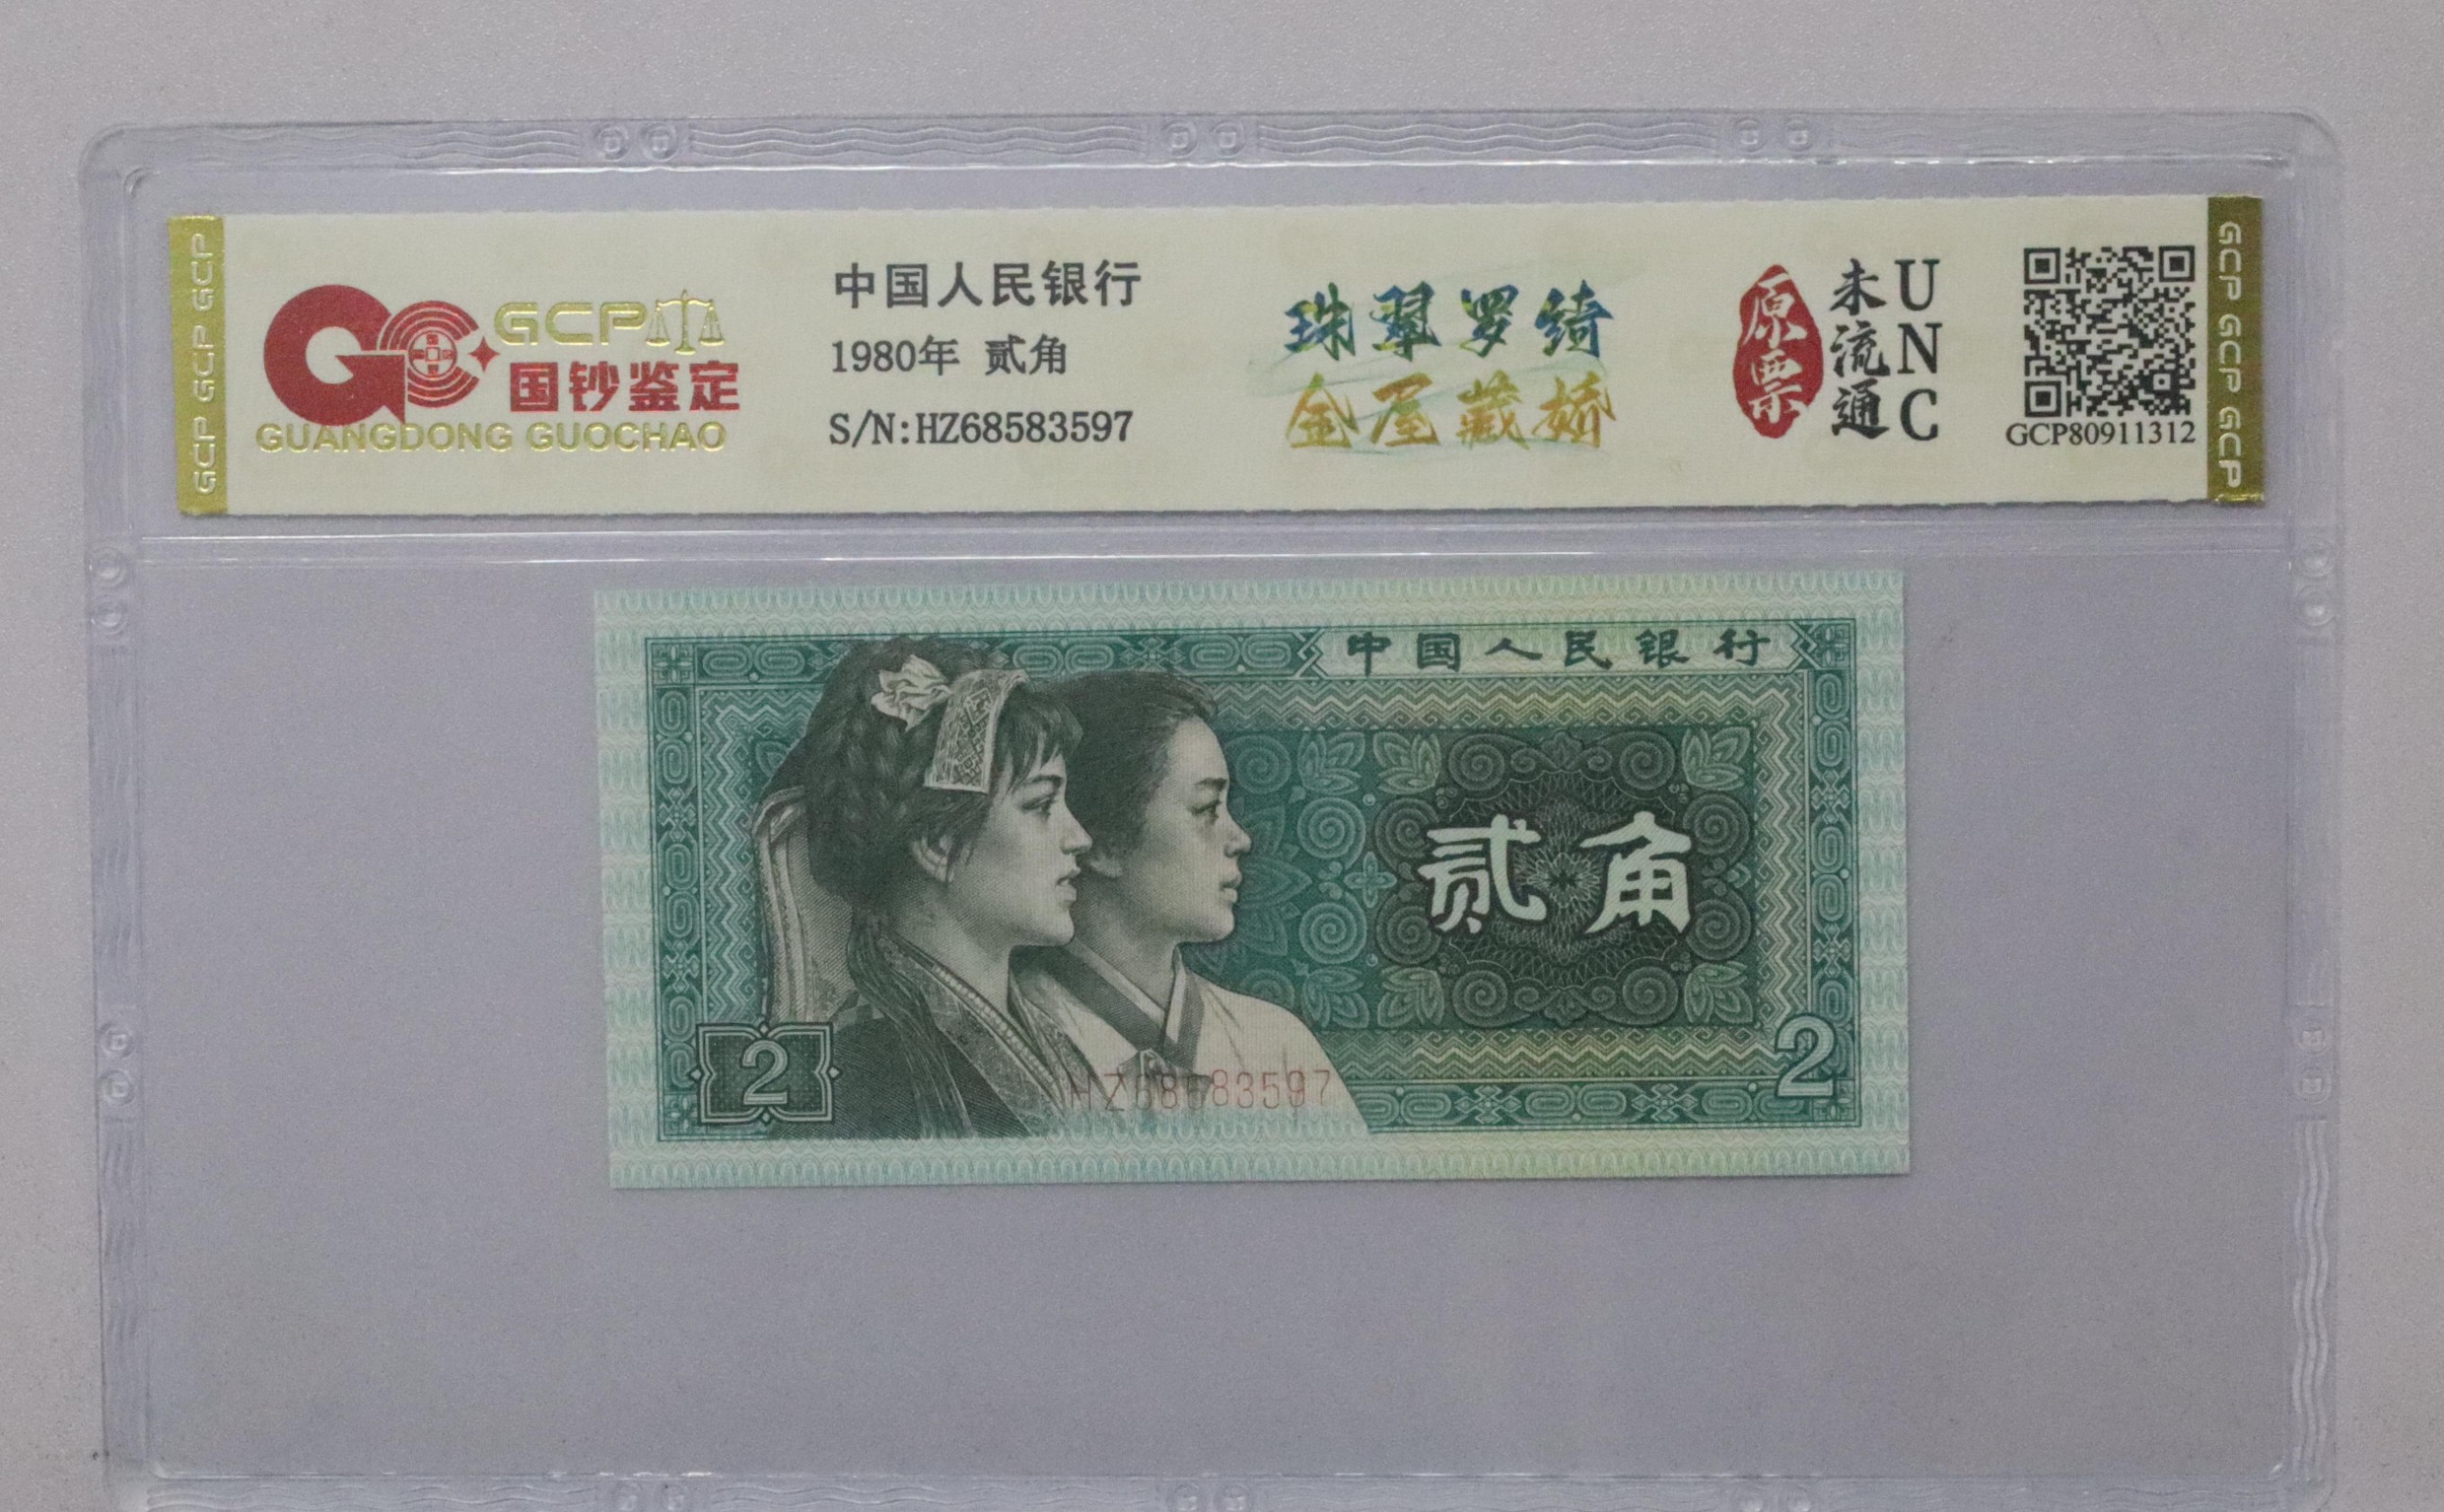 GCP GCP GCP
GCP
国钞鉴定
GUANGDONG GUOCHAO
中国人民银行
1980年 贰角
S/N:HZ68583597
珠翠罗绮
金屋藏娇
原票
未流通
UNC
GCP80911312
GCP GCP GCP
中国人民银行
贰角
2
2
HZ68583597